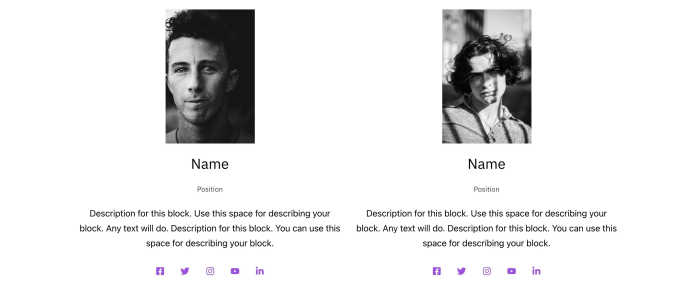 Name
Position
Description for this block. Use this space for describing your
block. Any text will do. Description for this block. You can use this
space for describing your block.
Name
Position
Description for this block. Use this space for describing your
block. Any text will do. Description for this block. You can use this
space for describing your block.